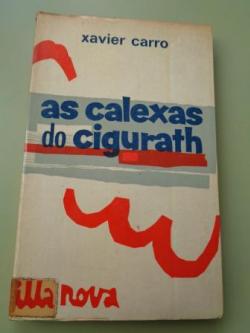 xavier carro
as calexas
do cigurath
illa nova